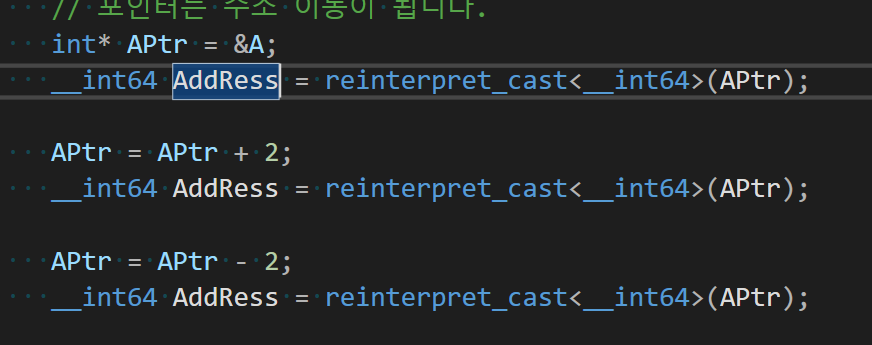 // 포인터는 주소 이동이 됩니다.
int* APtr = &A;
__int64 AddRess = reinterpret_cast<__int64>(APtr);
APtr = APtr + 2;
__int64 AddRess = reinterpret_cast<__int64>(APtr);
APtr = APtr - 2;
__int64 AddRess = reinterpret_cast<__int64>(APtr);